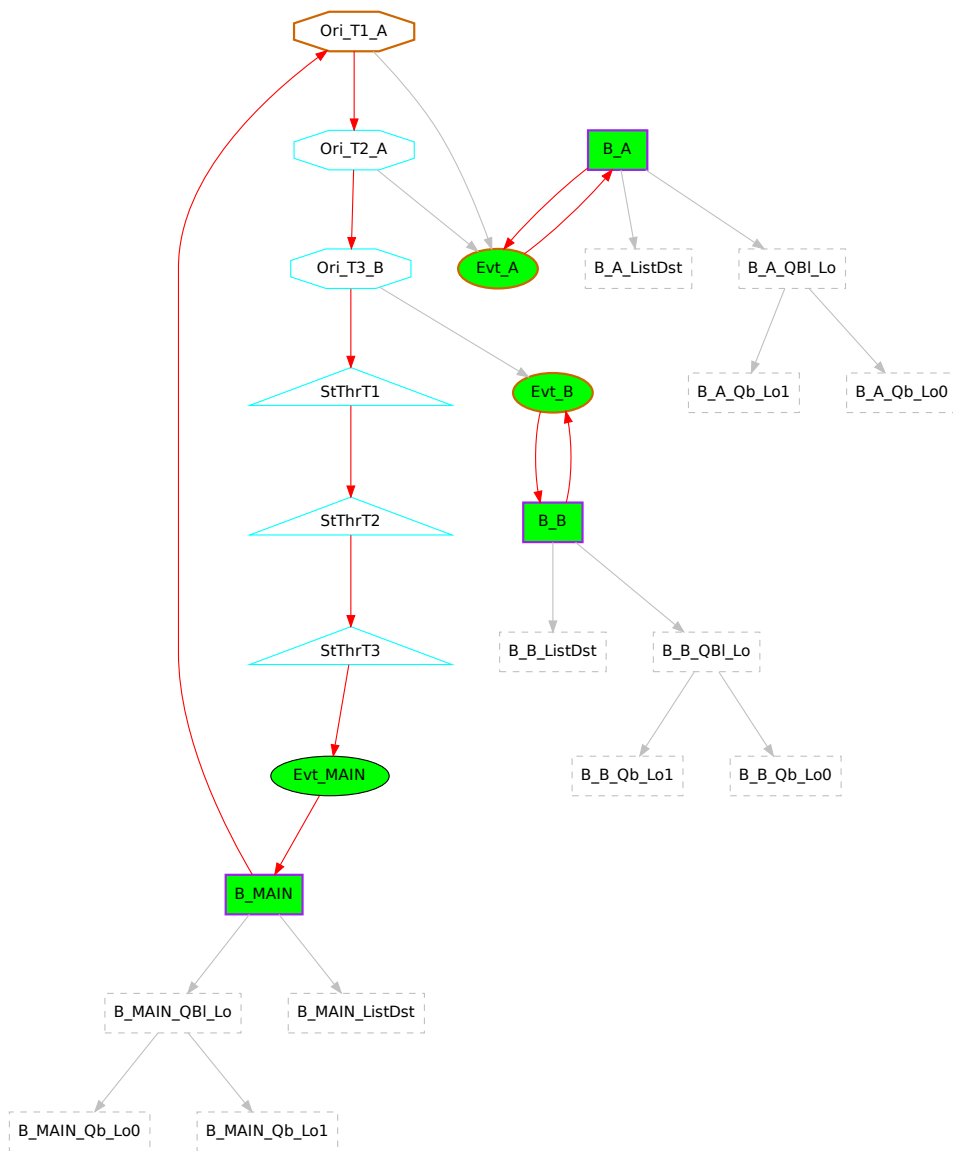 Ori_T1_A
Ori_T2_A
B_A
Ori_T3_B
Evt_A
B_A_ListDst
B_A_QBl_Lo
StThrT1
Evt_B
B_A_Qb_Lo1
B_A_Qb_Lo0
StThrT2
B_B
StThrT3
B_B_ListDst
B_B_QBl_Lo
Evt_MAIN
B_B_Qb_Lo1
B_B_Qb_Lo0
B_MAIN
B_MAIN_QBl_Lo
B_MAIN_ListDst
B_MAIN_Qb_Lo0
B_MAIN_Qb_Lo1